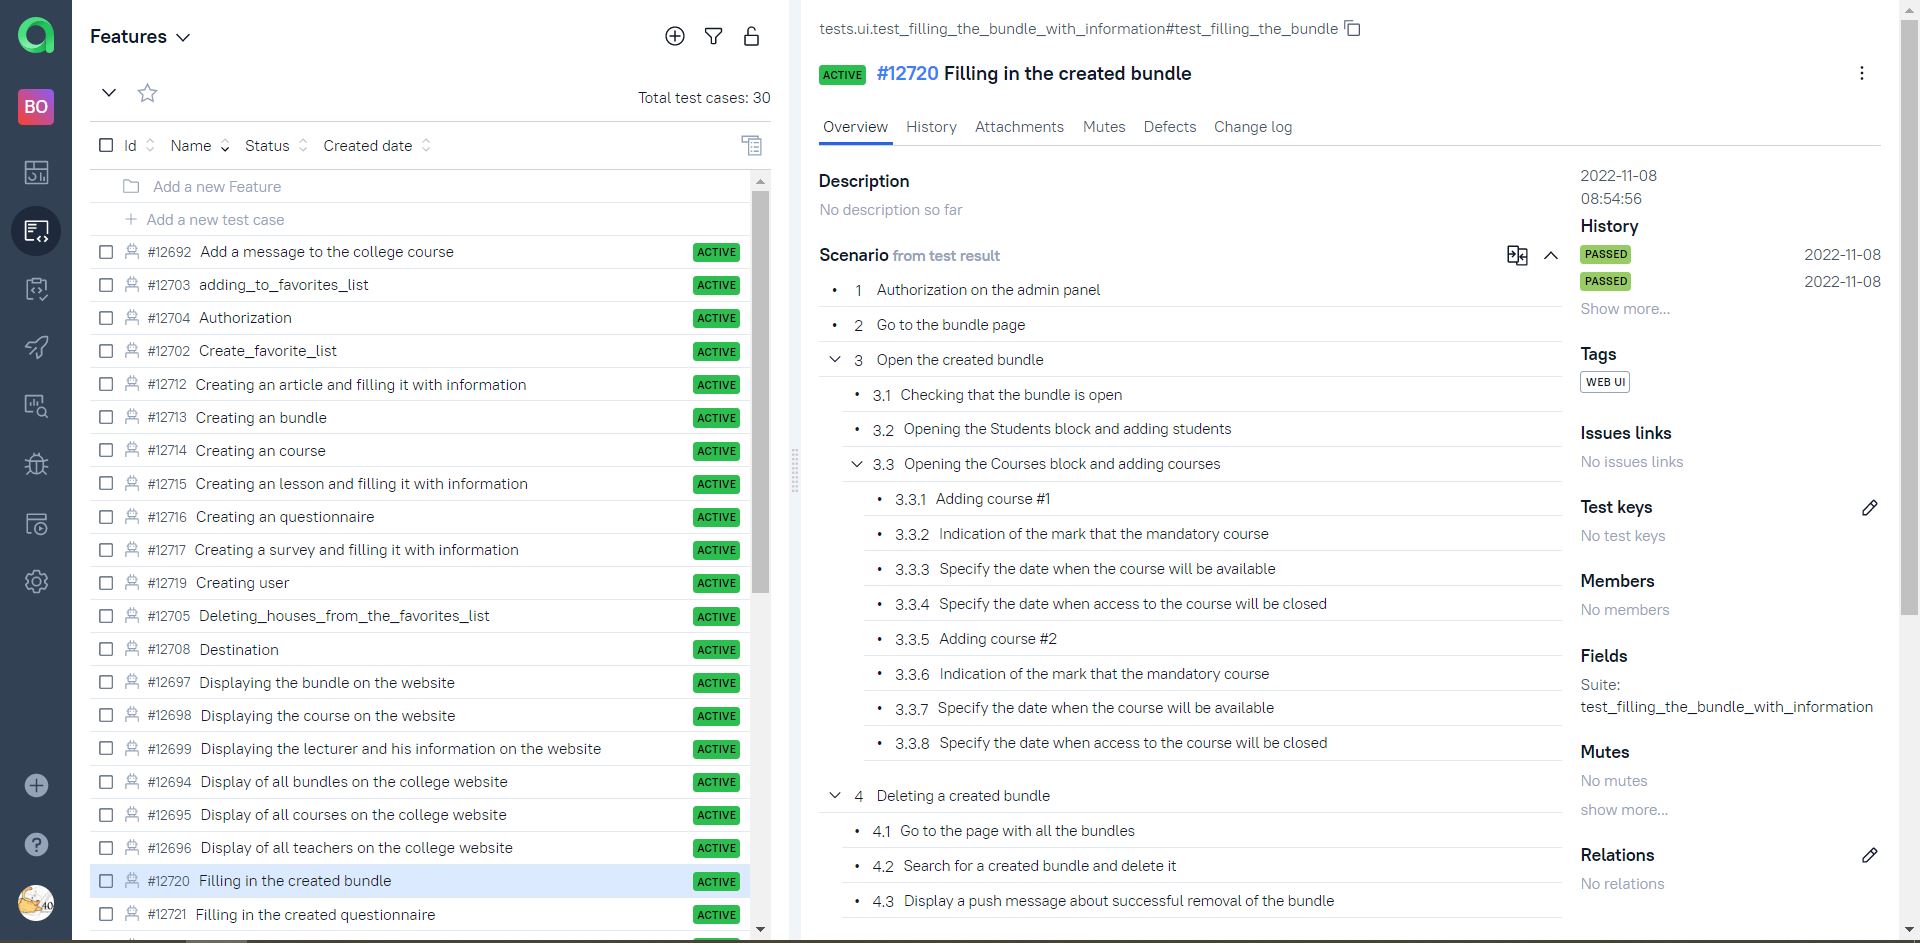 BO
Features
Total test cases: 30
Id Name Status Created date
Add a new Feature
Add a new test case
#12692 Add a message to the college course ACTIVE
#12703 adding_to_favorites_list ACTIVE
#12704 Authorization ACTIVE
#12702 Create_favorite_list ACTIVE
#12712 Creating an article and filling it with information ACTIVE
#12713 Creating an bundle ACTIVE
#12714 Creating an course ACTIVE
#12715 Creating an lesson and filling it with information ACTIVE
#12716 Creating an questionnaire ACTIVE
#12717 Creating a survey and filling it with information ACTIVE
#12719 Creating user ACTIVE
#12705 Deleting_houses_from_the_favorites_list ACTIVE
#12708 Destination ACTIVE
#12697 Displaying the bundle on the website ACTIVE
#12698 Displaying the course on the website ACTIVE
#12699 Displaying the lecturer and his information on the website ACTIVE
#12694 Display of all bundles on the college website ACTIVE
#12695 Display of all courses on the college website ACTIVE
#12696 Display of all teachers on the college website ACTIVE
#12720 Filling in the created bundle ACTIVE
#12721 Filling in the created questionnaire ACTIVE
tests.ui.test_filling_the_bundle_with_information#test_filling_the_bundle
ACTIVE #12720 Filling in the created bundle
Overview History Attachments Mutes Defects Change log
Description
No description so far
Scenario from test result
1 Authorization on the admin panel
2 Go to the bundle page
3 Open the created bundle
3.1 Checking that the bundle is open
3.2 Opening the Students block and adding students
3.3 Opening the Courses block and adding courses
3.3.1 Adding course #1
3.3.2 Indication of the mark that the mandatory course
3.3.3 Specify the date when the course will be available
3.3.4 Specify the date when access to the course will be closed
3.3.5 Adding course #2
3.3.6 Indication of the mark that the mandatory course
3.3.7 Specify the date when the course will be available
3.3.8 Specify the date when access to the course will be closed
4 Deleting a created bundle
4.1 Go to the page with all the bundles
4.2 Search for a created bundle and delete it
4.3 Display a push message about successful removal of the bundle
2022-11-08
08:54:56
History
PASSED 2022-11-08
PASSED 2022-11-08
Show more...
Tags
WEB UI
Issues links
No issues links
Test keys
No test keys
Members
No members
Fields
Suite:
test_filling_the_bundle_with_information
Mutes
No mutes
show more...
Relations
No relations